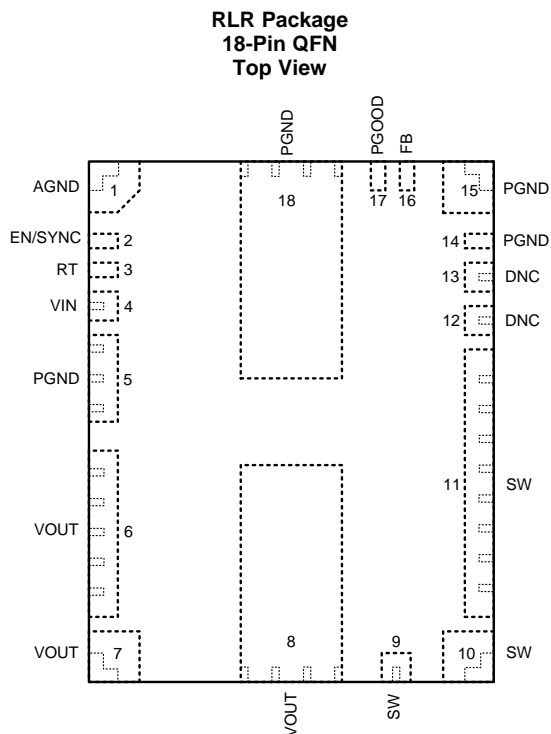 RLR Package
18-Pin QFN
Top View
PGND
PGOOD
FB
AGND
1
18
17
16
15
PGND
EN/SYNC
2
14
PGND
RT
3
13
DNC
VIN
4
12
DNC
PGND
5
11
SW
VOUT
6
VOUT
7
8
9
10
SW
VOUT
SW